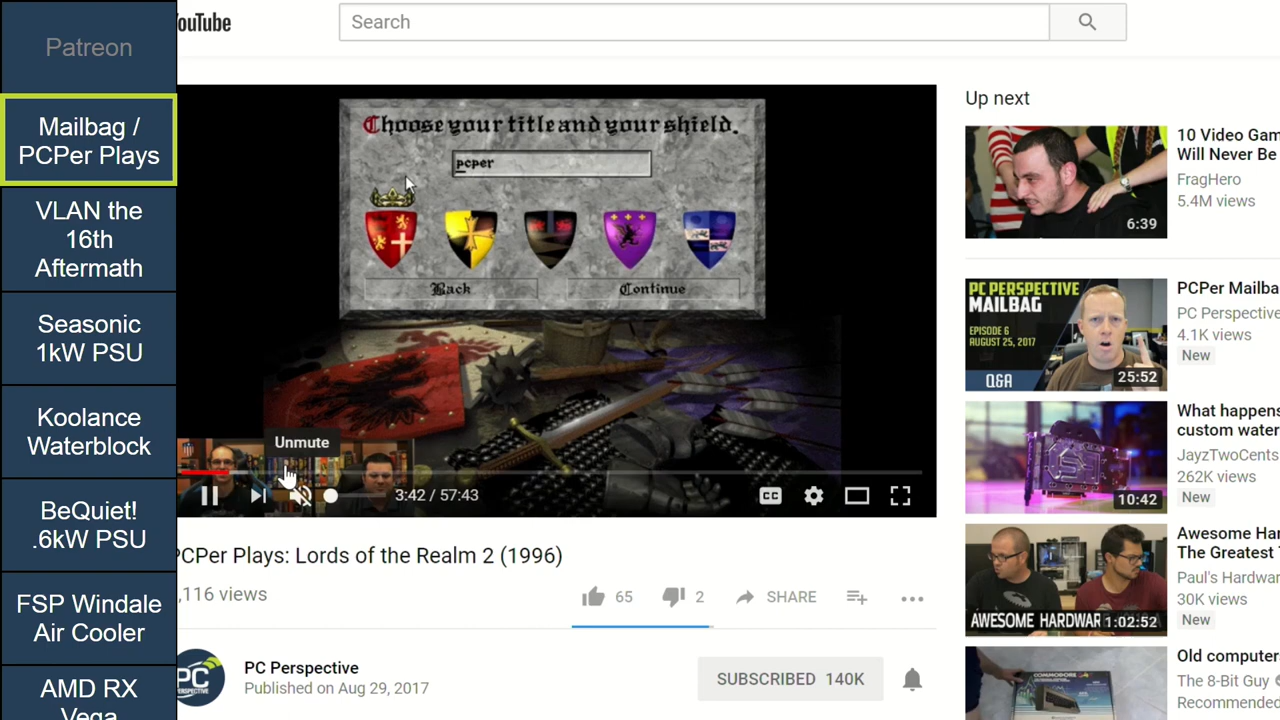 Patreon
Mailbag /
PCPer Plays
VLAN the
16th
Aftermath
Seasonic
1kW PSU
Koolance
Waterblock
BeQuiet!
.6kW PSU
FSP Windale
Air Cooler
AMD RX
Vega
YouTube
Search
Choose your title and your shield.
pcper
Back
Continue
Unmute
3:42 / 57:43
CC
PCPer Plays: Lords of the Realm 2 (1996)
,116 views
65
2
SHARE
PC
PERSPECTIVE
PC Perspective
Published on Aug 29, 2017
SUBSCRIBED 140K
Up next
6:39
10 Video Gam
Will Never Be
FragHero
5.4M views
PC PERSPECTIVE
MAILBAG
EPISODE 6
AUGUST 25, 2017
Q&A
25:52
PCPer Mailba
PC Perspective
4.1K views
New
10:42
What happens
custom water
JayzTwoCents
262K views
New
AWESOME HARDWAR
1:02:52
Awesome Har
The Greatest
Paul's Hardwar
30K views
New
COMMODORE
Old computer
The 8-Bit Guy
Recommended